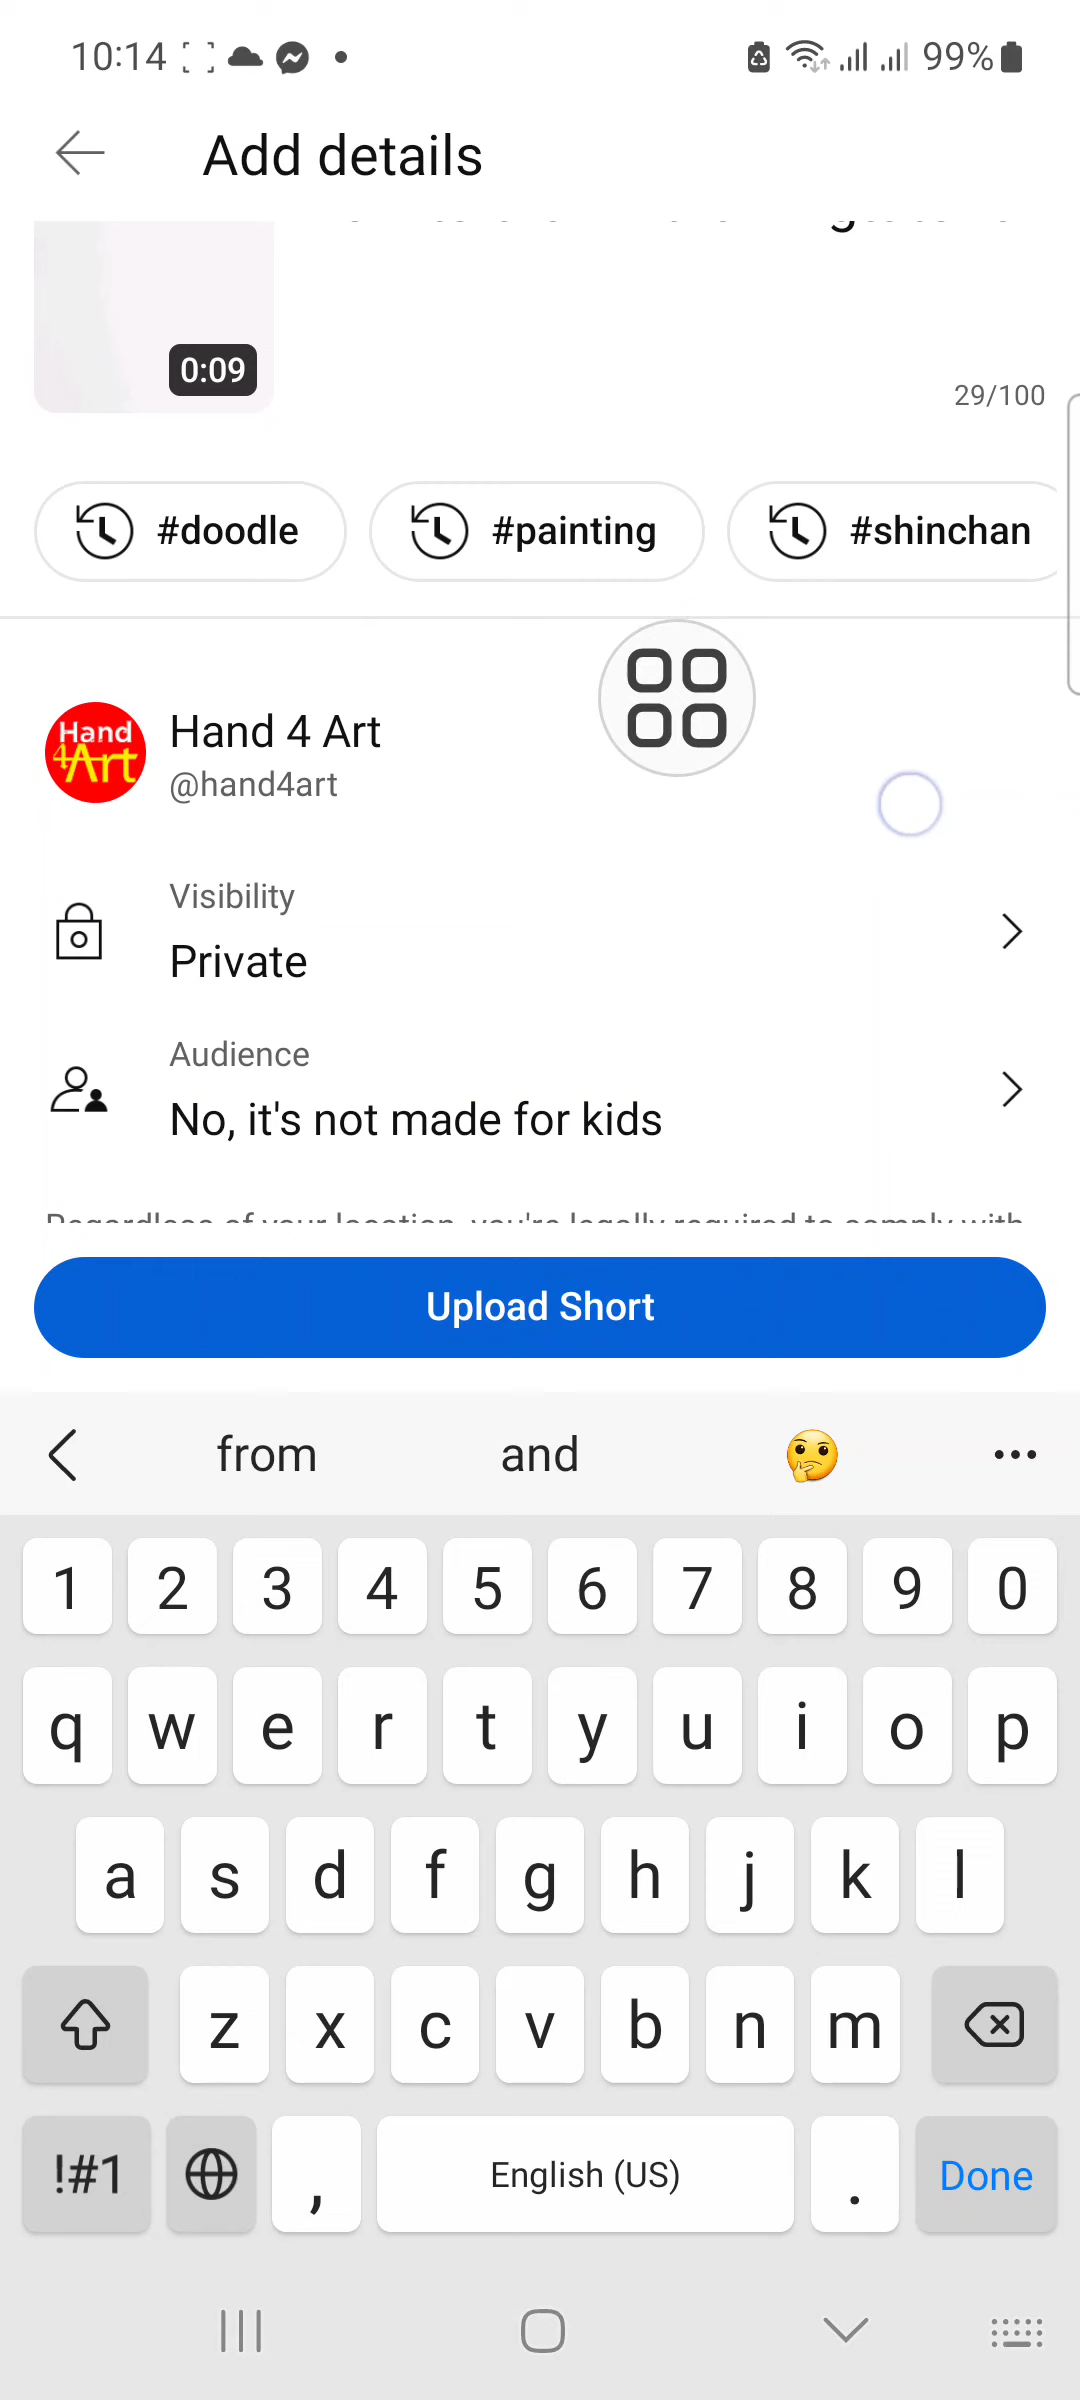 10:14 99%
Add details
0:09
29/100
#doodle #painting #shinchan
Hand 4 Art
Hand
4Art
@hand4art
Visibility
Private
Audience
No, it's not made for kids
Regardless of your location, you're legally required to comply with
Upload Short
from and
1 2 3 4 5 6 7 8 9 0
q w e r t y u i o p
a s d f g h j k l
z x c v b n m
!#1 , English (US) . Done